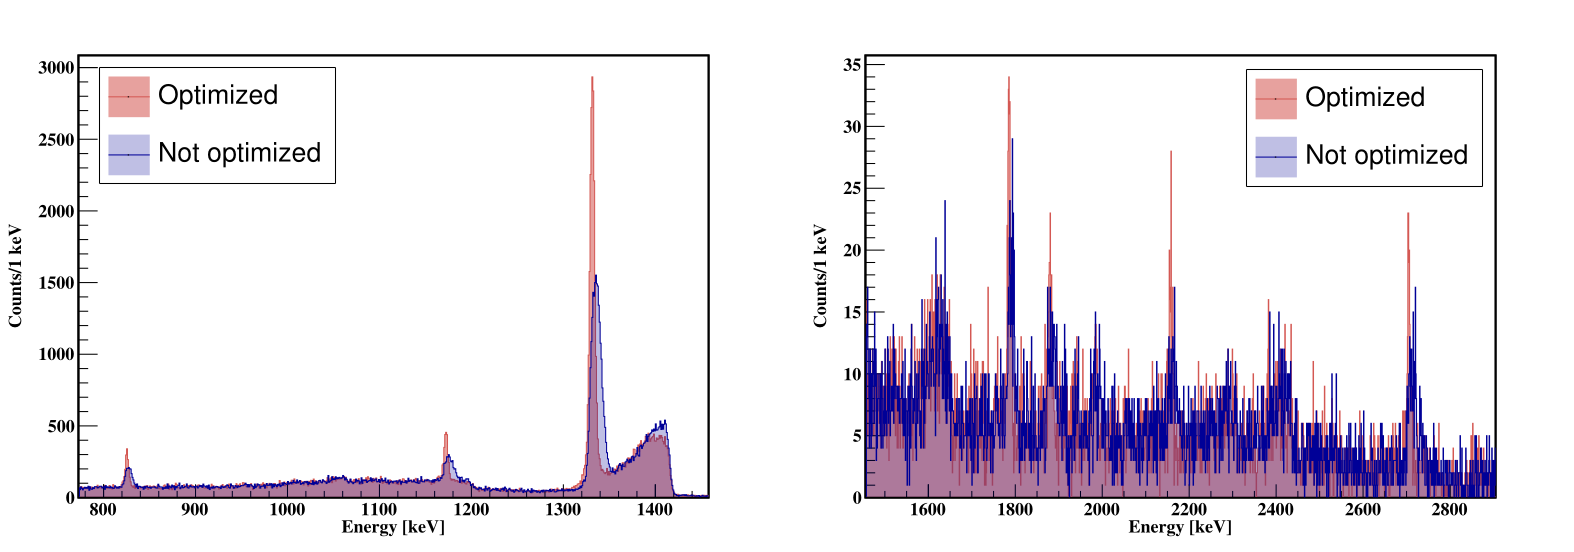 3000
2500
2000
1500
1000
500
0
Counts/1 keV
Optimized
Not optimized
800 900 1000 1100 1200 1300 1400
Energy [keV]
35
30
25
20
15
10
5
0
Counts/1 keV
Optimized
Not optimized
1600 1800 2000 2200 2400 2600 2800
Energy [keV]